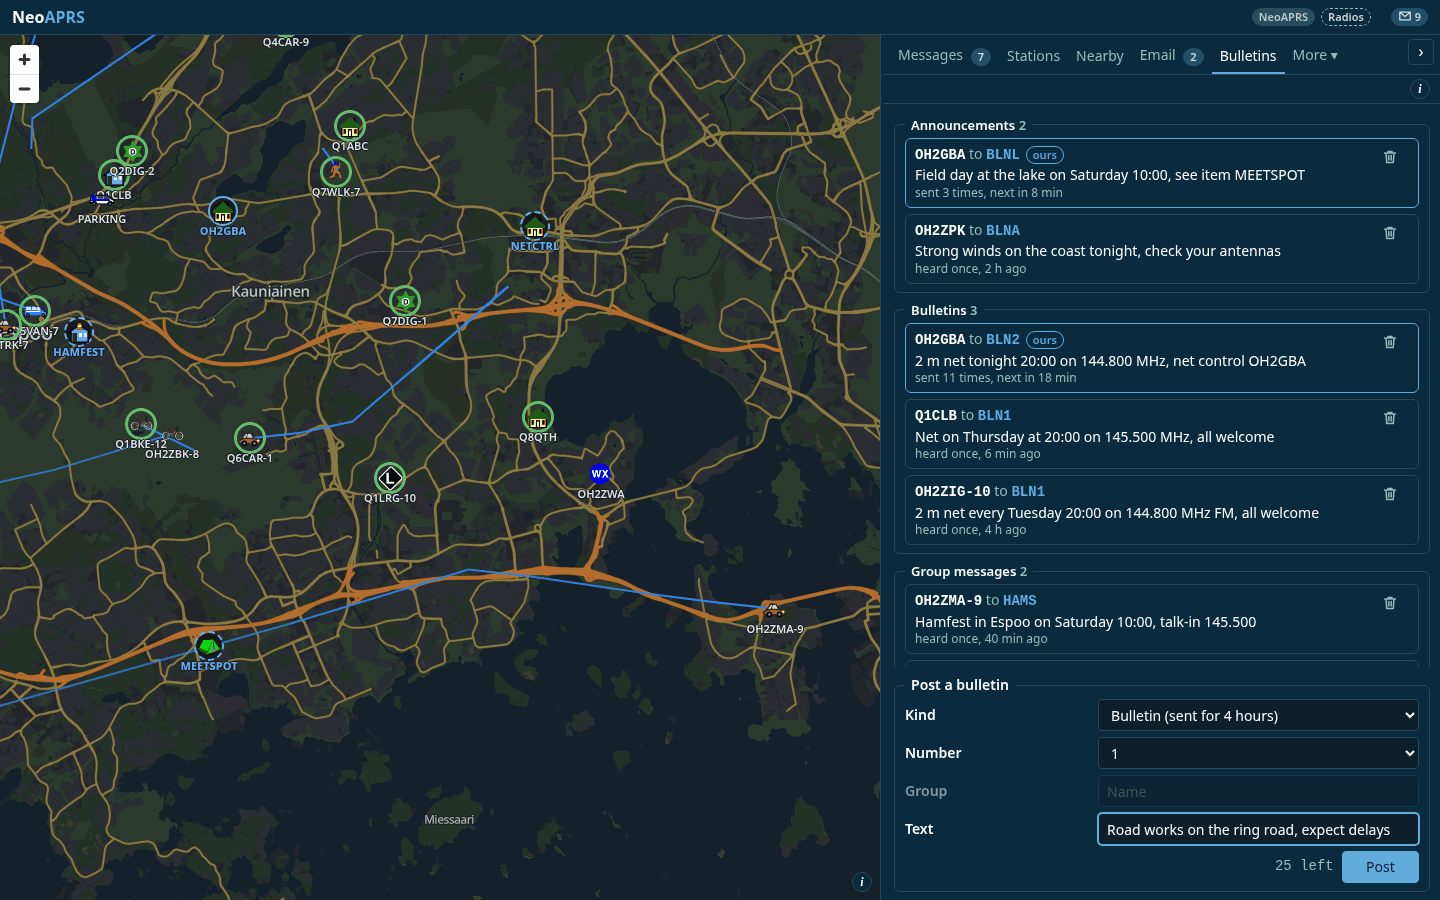 NeoAPRS
NeoAPRS
Radios
9
Messages 7
Stations
Nearby
Email 2
Bulletins
More ▾
Q4CAR-9
Q1ABC
Q2DIG-2
Q7WLK-7
Q1CLB
PARKING
OH2GBA
NETCTRL
Kauniainen
Q7DIG-1
HAMFEST
Q8QTH
Q1BKE-12
OH2ZBK-8
Q6CAR-1
WX
OH2ZWA
L
Q1LRG-10
OH2ZMA-9
MEETSPOT
Miessaari
Announcements 2
OH2GBA to BLNL ours
Field day at the lake on Saturday 10:00, see item MEETSPOT
sent 3 times, next in 8 min
OH2ZPK to BLNA
Strong winds on the coast tonight, check your antennas
heard once, 2 h ago
Bulletins 3
OH2GBA to BLN2 ours
2 m net tonight 20:00 on 144.800 MHz, net control OH2GBA
sent 11 times, next in 18 min
Q1CLB to BLN1
Net on Thursday at 20:00 on 145.500 MHz, all welcome
heard once, 6 min ago
OH2ZIG-10 to BLN1
2 m net every Tuesday 20:00 on 144.800 MHz FM, all welcome
heard once, 4 h ago
Group messages 2
OH2ZMA-9 to HAMS
Hamfest in Espoo on Saturday 10:00, talk-in 145.500
heard once, 40 min ago
Post a bulletin
Kind
Bulletin (sent for 4 hours)
Number
1
Group
Name
Text
Road works on the ring road, expect delays
25 left
Post